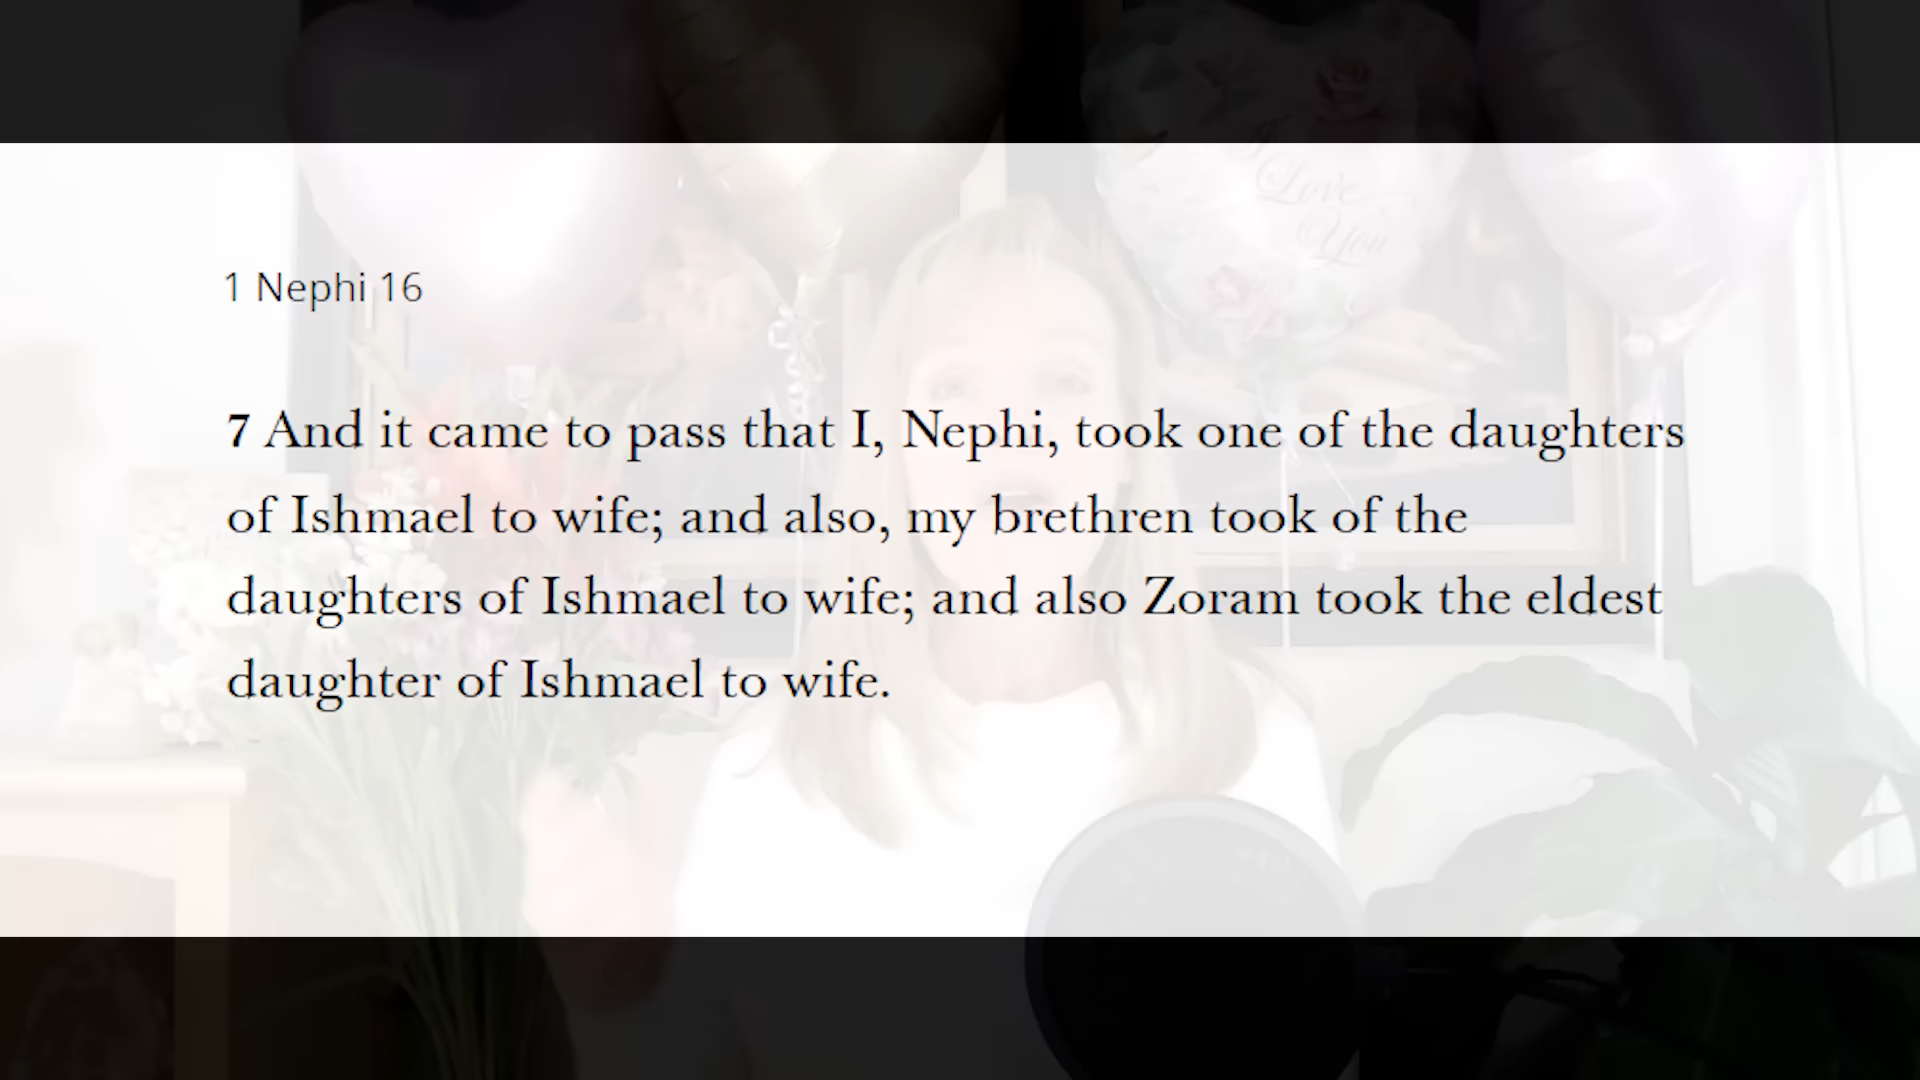 I Love
You
1 Nephi 16
7 And it came to pass that I, Nephi, took one of the daughters
of Ishmael to wife; and also, my brethren took of the
daughters of Ishmael to wife; and also Zoram took the eldest
daughter of Ishmael to wife.